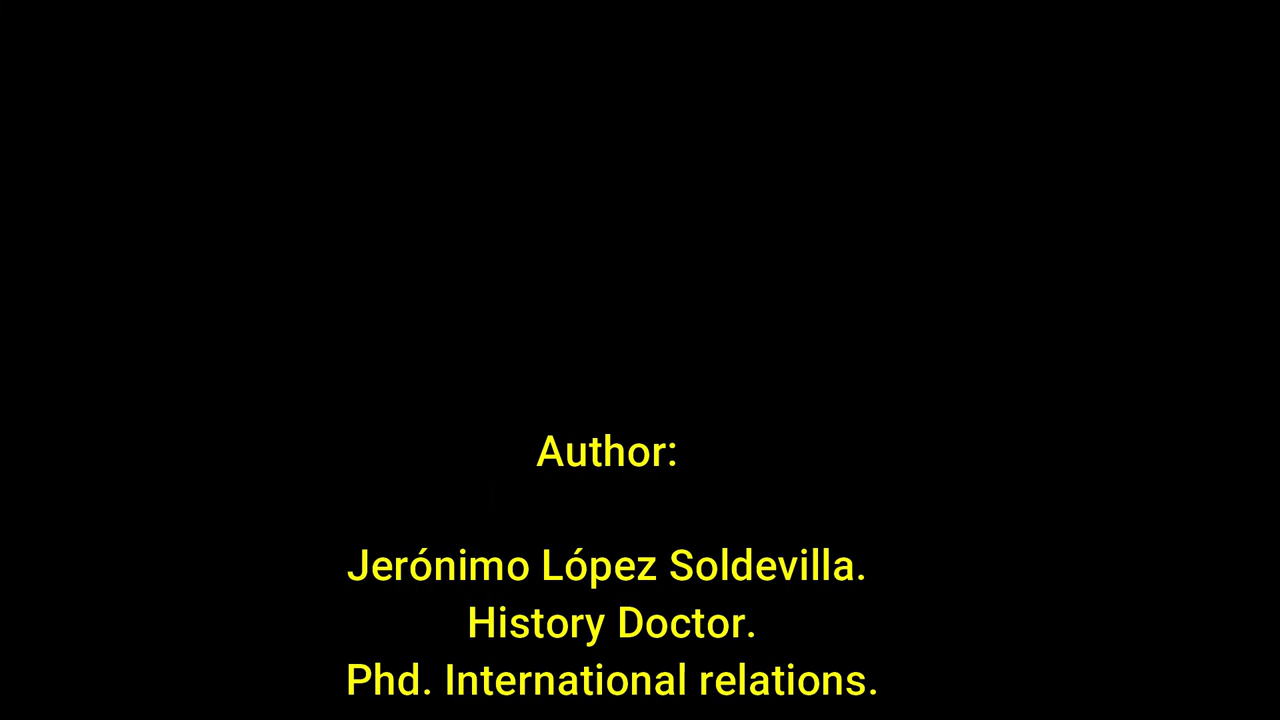 Author:
Jerónimo López Soldevilla.
History Doctor.
Phd. International relations.